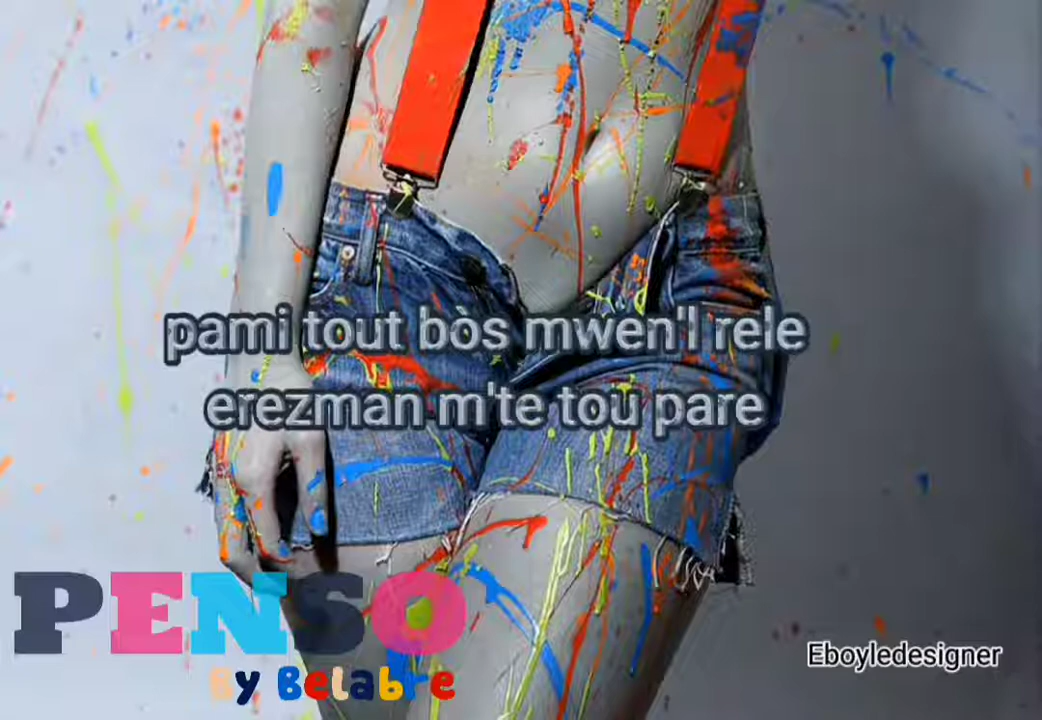 pami tout bòs mwen'l rele
erezman m'te tou pare
PENSO
By Belabre
Eboyledesigner